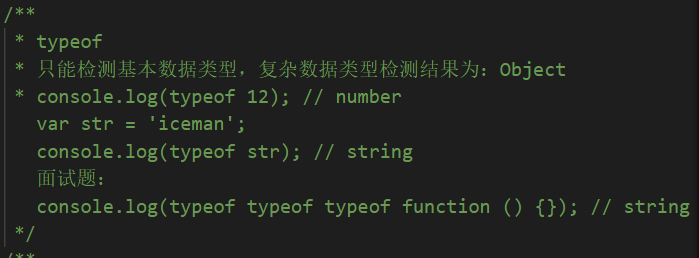 /**
* typeof
* 只能检测基本数据类型，复杂数据类型检测结果为：Object
* console.log(typeof 12); // number
var str = 'iceman';
console.log(typeof str); // string
面试题：
console.log(typeof typeof typeof function () {}); // string
*/
/**